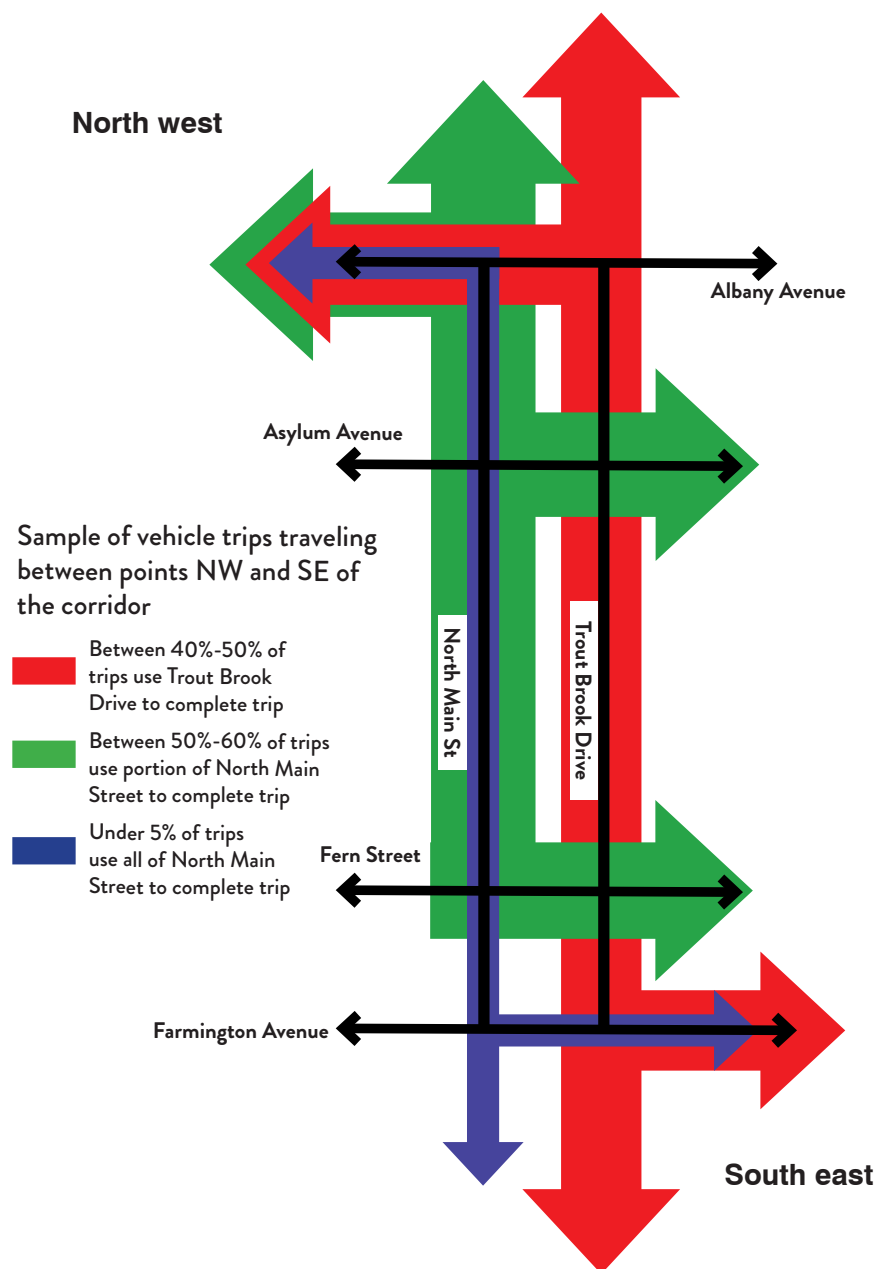 North west
Albany Avenue
Asylum Avenue
Sample of vehicle trips traveling
between points NW and SE of
the corridor
Between 40%-50% of
trips use Trout Brook
Drive to complete trip
Between 50%-60% of trips
use portion of North Main
Street to complete trip
Under 5% of trips
use all of North Main
Street to complete trip
North Main St
Trout Brook Drive
Fern Street
Farmington Avenue
South east